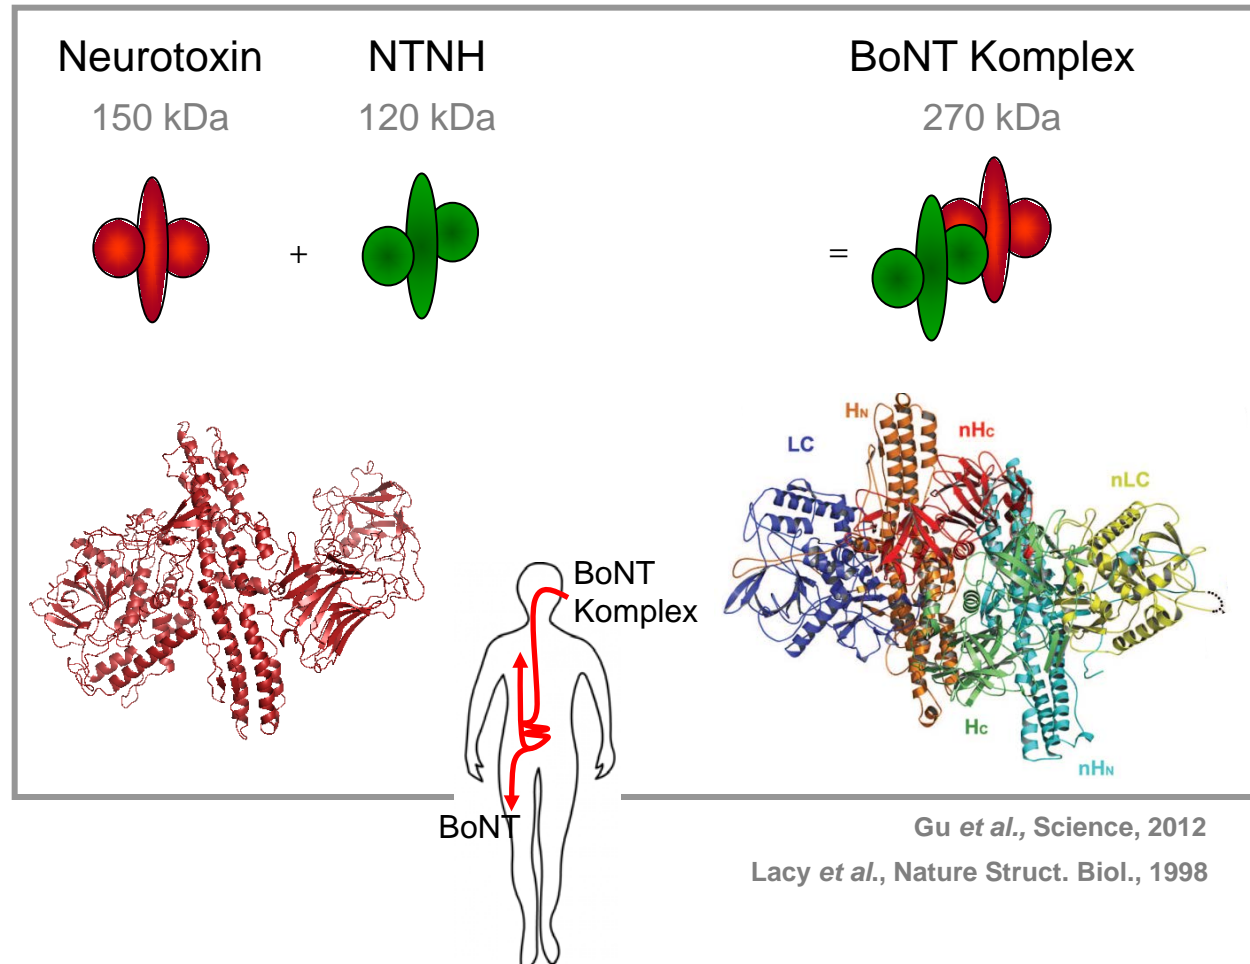 Neurotoxin
NTNH
BoNT Komplex
150 kDa
120 kDa
270 kDa
+
=
HN
nHC
LC
nLC
BoNT
Komplex
HC
nHN
BoNT
Gu et al., Science, 2012
Lacy et al., Nature Struct. Biol., 1998